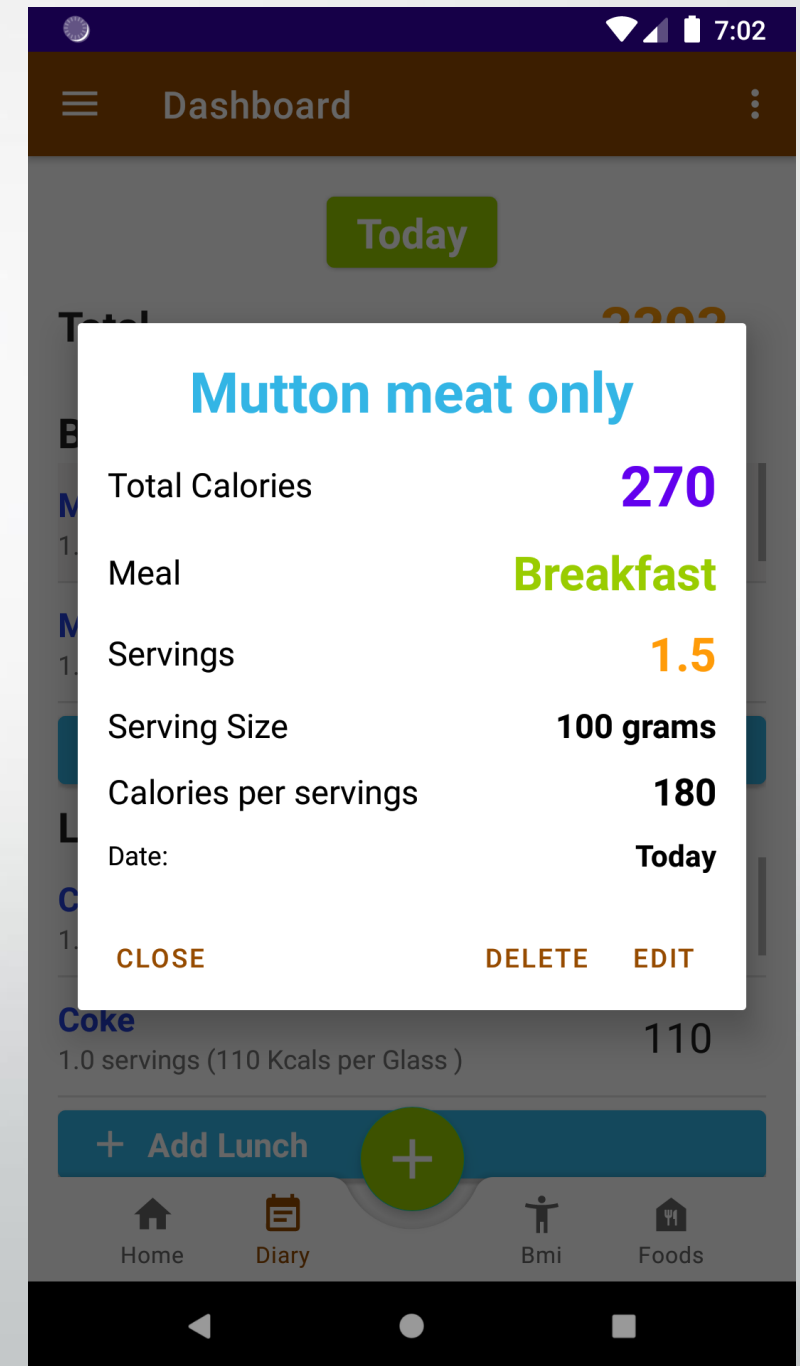 7:02
Dashboard
Today
Total
Mutton meat only
Total Calories 270
Meal Breakfast
Servings 1.5
Serving Size 100 grams
Calories per servings 180
Date: Today
CLOSE DELETE EDIT
Coke 110
1.0 servings (110 Kcals per Glass )
+ Add Lunch
+
Home Diary Bmi Foods